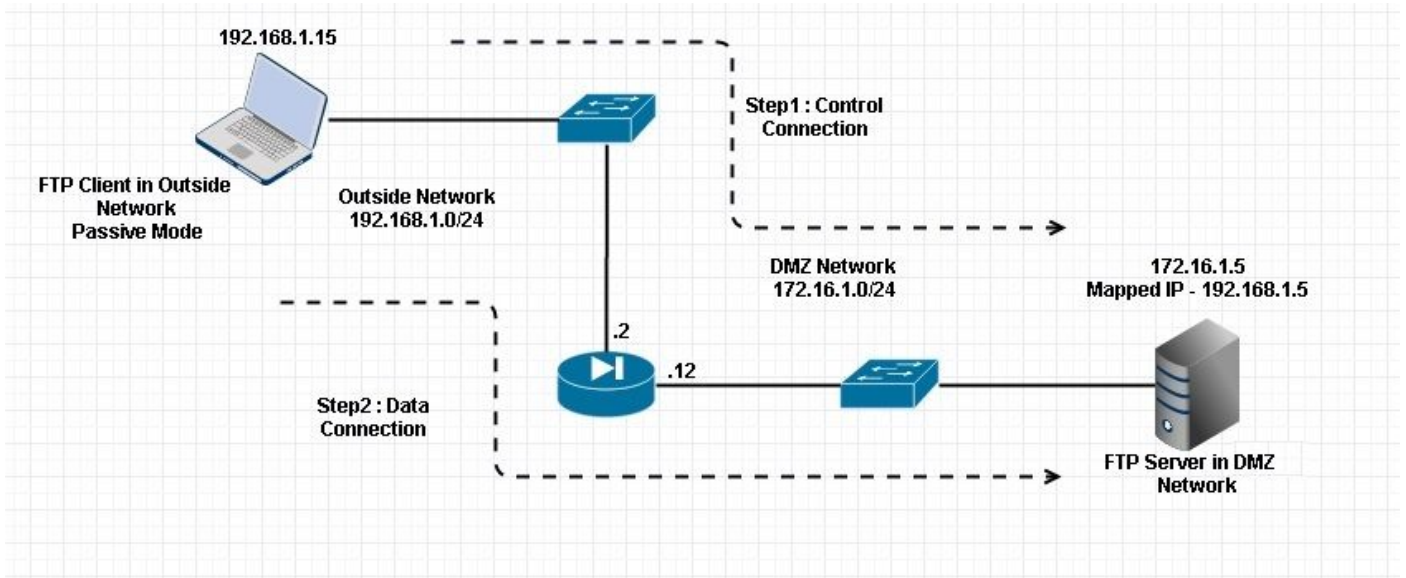 192.168.1.15
Step1 : Control
Connection
FTP Client in Outside
Network
Passive Mode
Outside Network
192.168.1.0/24
DMZ Network
172.16.1.0/24
172.16.1.5
Mapped IP - 192.168.1.5
.2
.12
Step2 : Data
Connection
FTP Server in DMZ
Network